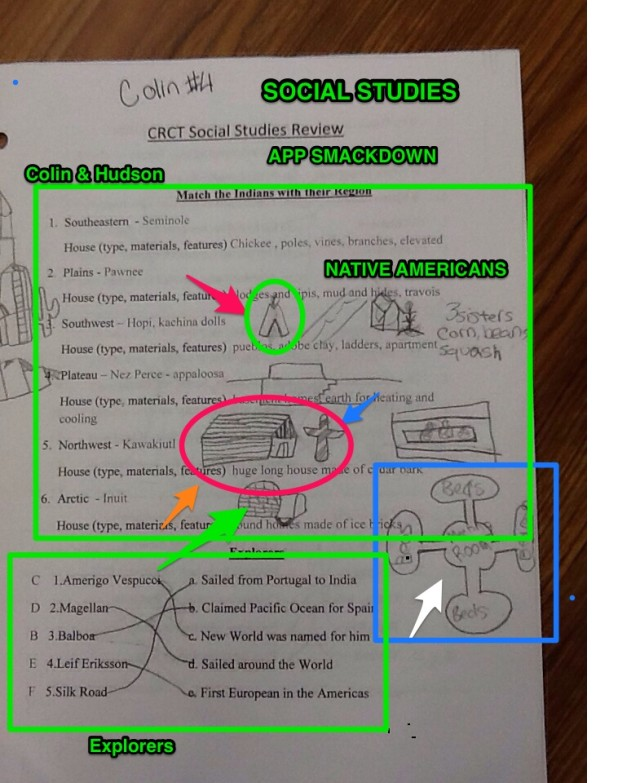 Colin #4
SOCIAL STUDIES
CRCT Social Studies Review
APP SMACKDOWN
Colin & Hudson
Match the Indians with their Region
1. Southeastern - Seminole
House (type, materials, features) Chickee , poles, vines, branches, elevated
2 Plains - Pawnee
NATIVE AMERICANS
House (type, materials, features) lodges and tipis, mud and hides, travois
3. Southwest – Hopi, kachina dolls
3 sisters
corn, beans
squash
House (type, materials, features) pueblos, adobe clay, ladders, apartment
4. Plateau – Nez Perce - appaloosa
House (type, materials, features) earth for heating and
cooling
5. Northwest - Kawakiutl
House (type, materials, features) huge long house made of cedar bark
6. Arctic - Inuit
House (type, materials, features) round homes made of ice bricks
Beds
Room
Beds
Explorers
C 1.Amerigo Vespucci a. Sailed from Portugal to India
D 2.Magellan b. Claimed Pacific Ocean for Spain
B 3.Balboa c. New World was named for him
E 4.Leif Eriksson d. Sailed around the World
F 5.Silk Road e. First European in the Americas
Explorers